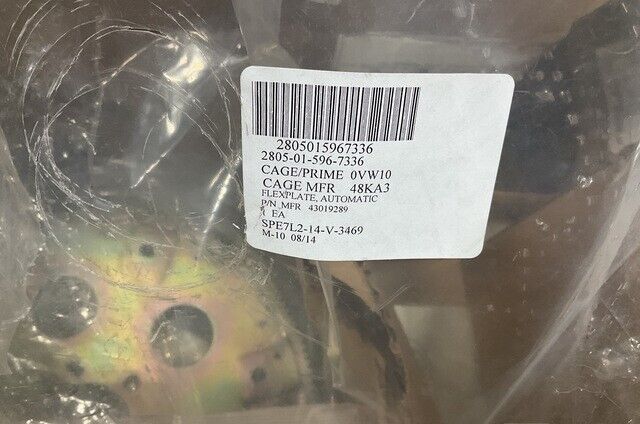 2805015967336
2805-01-596-7336
CAGE/PRIME 0VW10
CAGE MFR 48KA3
FLEXPLATE, AUTOMATIC
P/N_MFR 43019289
1 EA
SPE7L2-14-V-3469
M-10 08/14